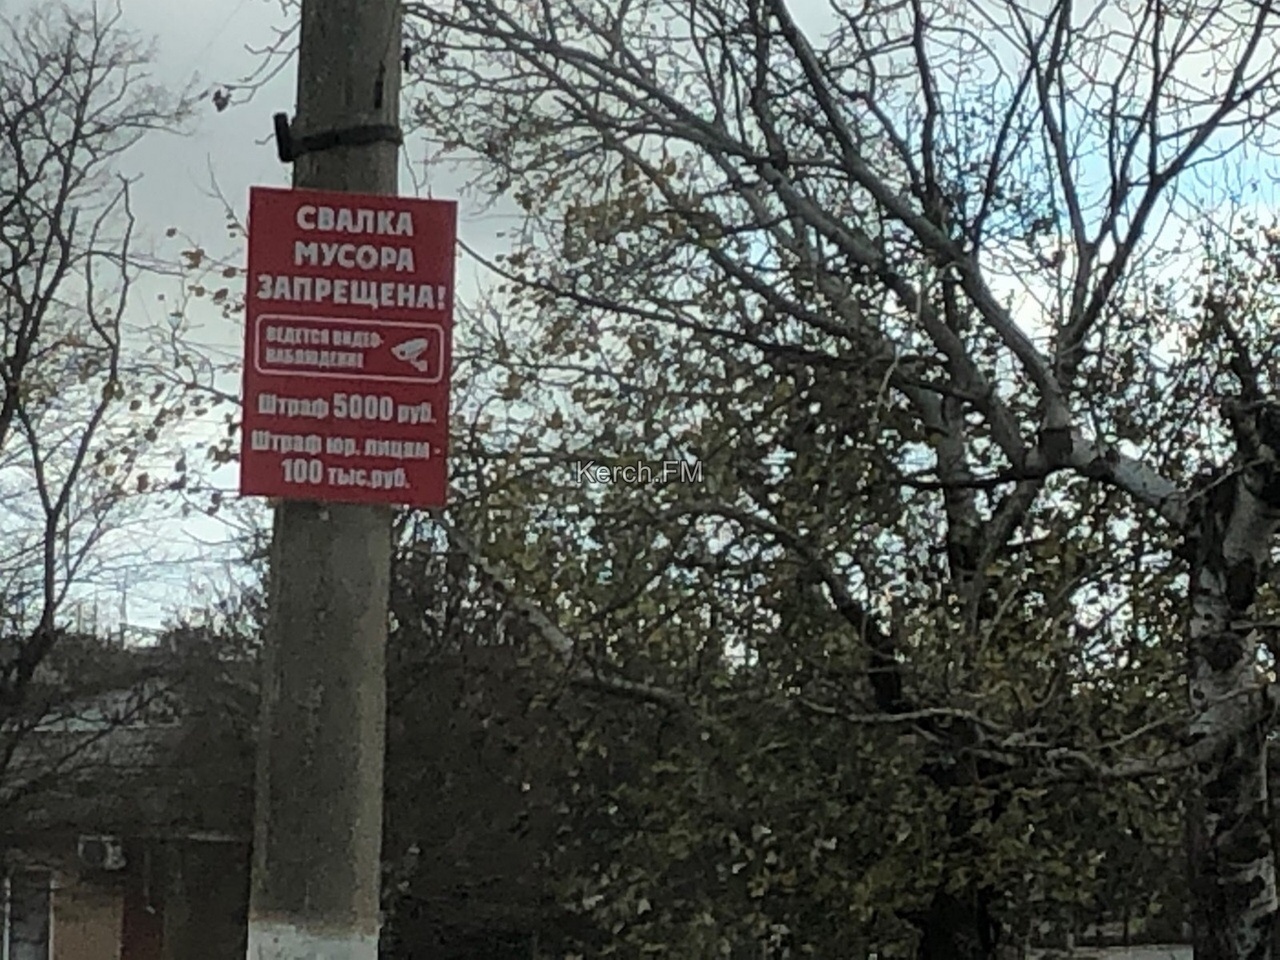 СВАЛКА
МУСОРА
ЗАПРЕЩЕНА!
ВЕДЕТСЯ ВИДЕО-
НАБЛЮДЕНИЕ
Штраф 5000 руб.
Штраф юр. лицам -
100 тыс.руб.
Kerch.FM